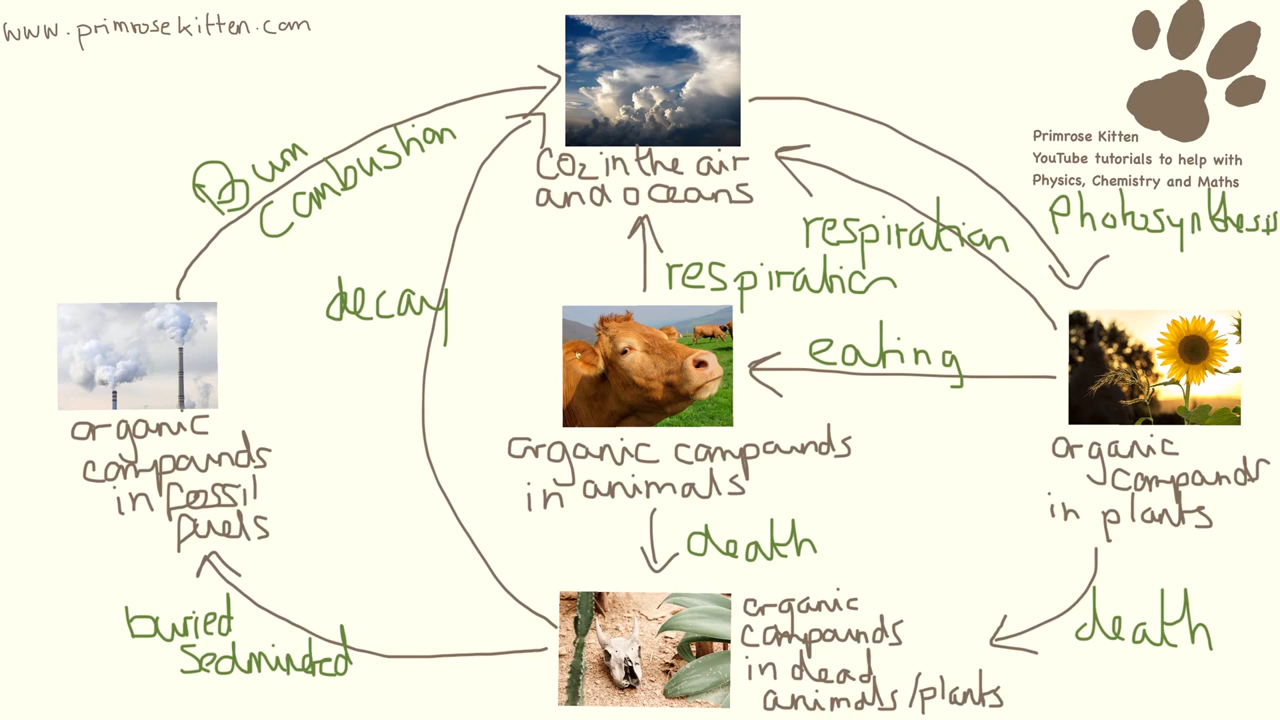 www.primrosekitten.com
Primrose Kitten
YouTube tutorials to help with
Physics, Chemistry and Maths
Burn
Combustion
CO2 in the air
and oceans
Photosynthesis
respiration
respiration
decay
eating
organic
compounds
in fossil
fuels
organic compounds
in animals
organic
compounds
in plants
death
death
buried
organic
compounds
in dead
animals/plants